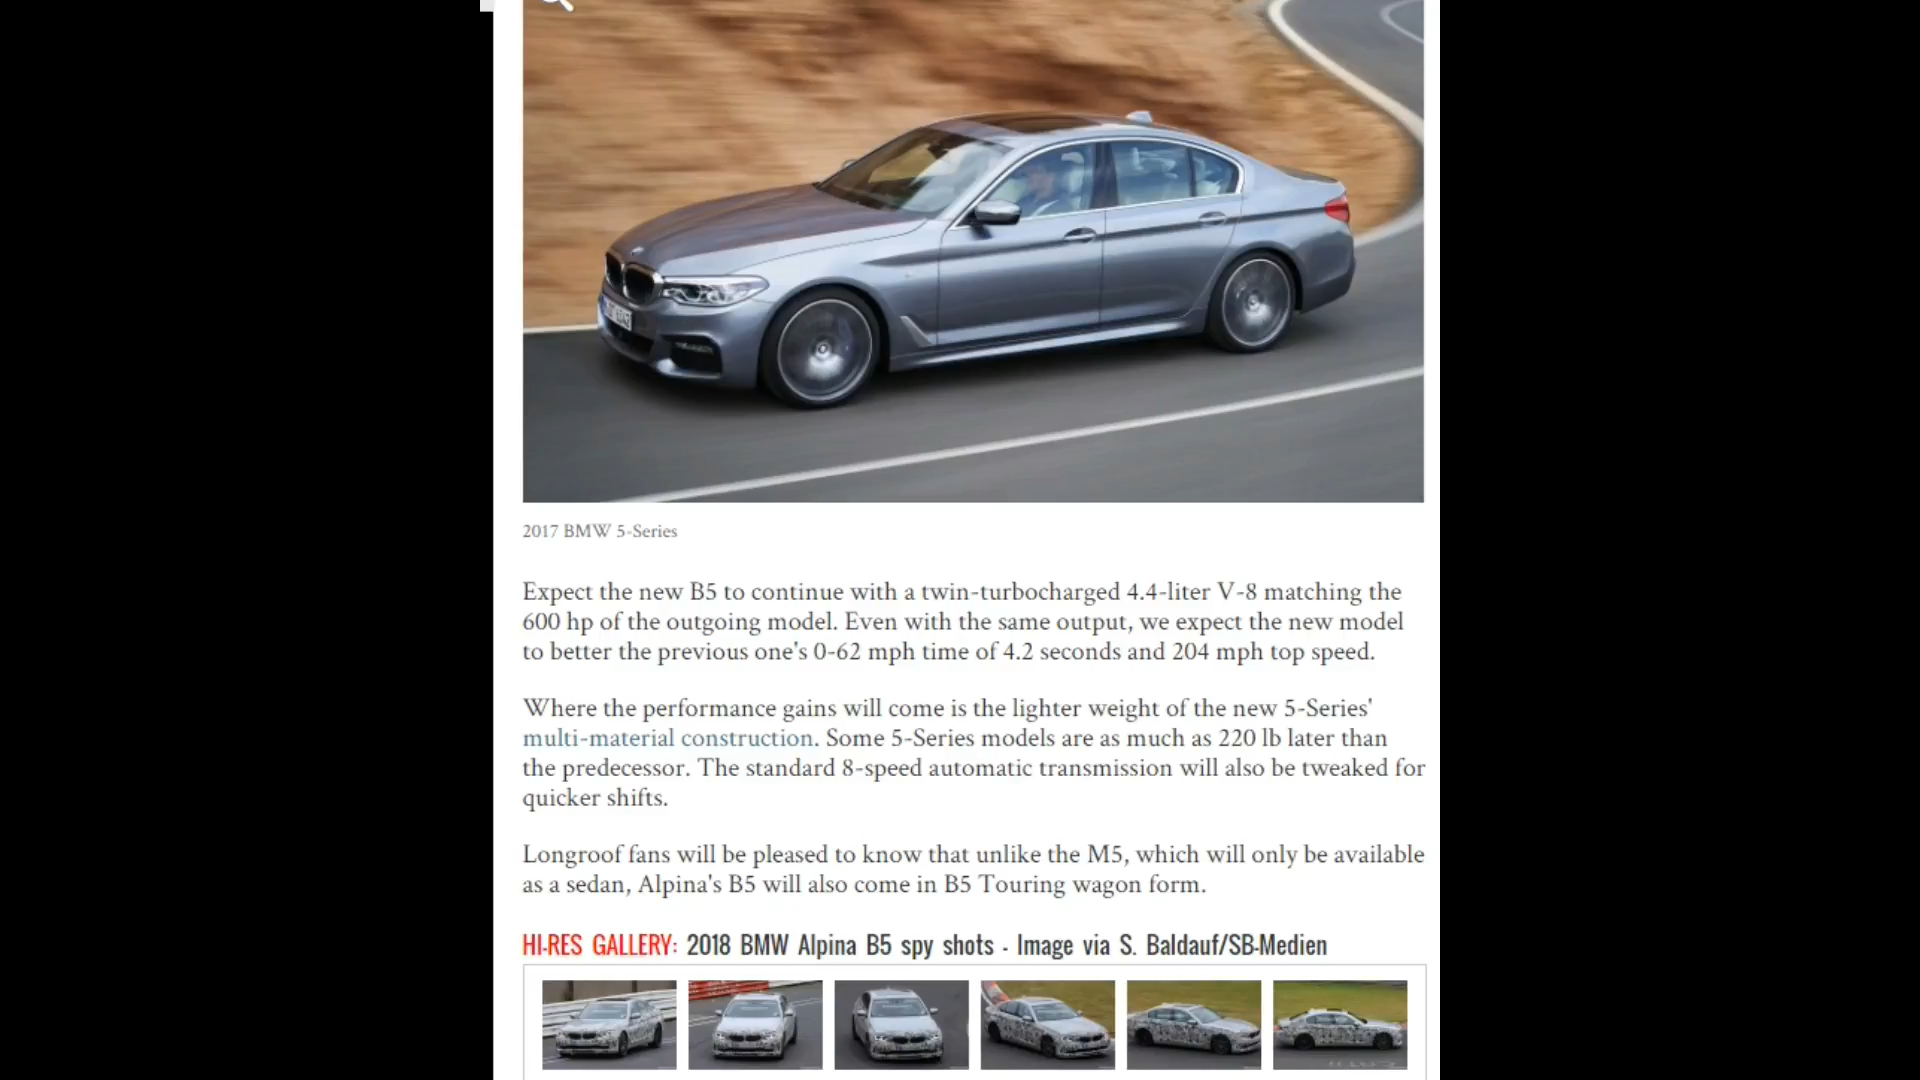 2017 BMW 5-Series
Expect the new B5 to continue with a twin-turbocharged 4.4-liter V-8 matching the
600 hp of the outgoing model. Even with the same output, we expect the new model
to better the previous one's 0-62 mph time of 4.2 seconds and 204 mph top speed.
Where the performance gains will come is the lighter weight of the new 5-Series'
multi-material construction. Some 5-Series models are as much as 220 lb later than
the predecessor. The standard 8-speed automatic transmission will also be tweaked for
quicker shifts.
Longroof fans will be pleased to know that unlike the M5, which will only be available
as a sedan, Alpina's B5 will also come in B5 Touring wagon form.
HI-RES GALLERY: 2018 BMW Alpina B5 spy shots - Image via S. Baldauf/SB-Medien